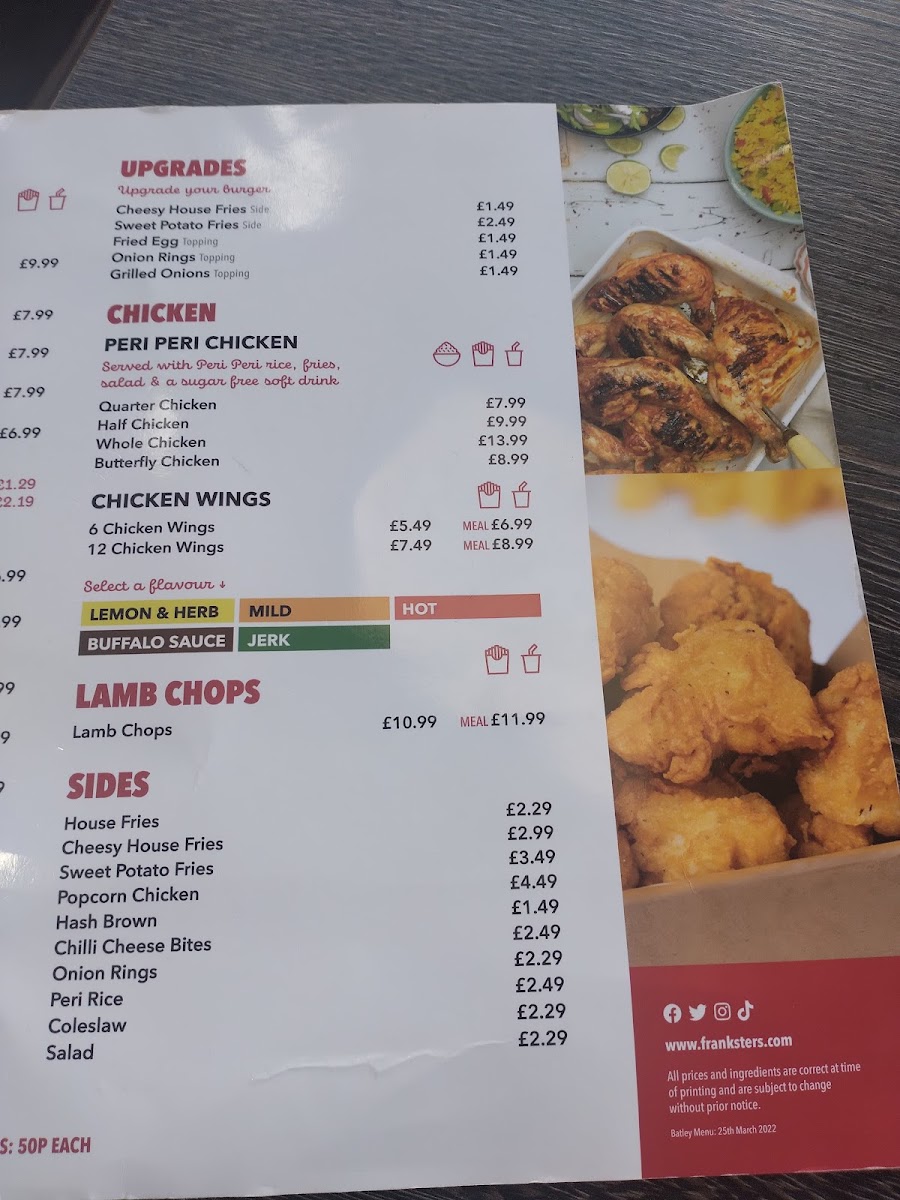 £9.99
£7.99
£7.99
£7.99
£6.99
£1.29
£2.19
.99
.99
99
9
S: 50P EACH
UPGRADES
Upgrade your burger
Cheesy House Fries Side £1.49
Sweet Potato Fries Side £2.49
Fried Egg Topping £1.49
Onion Rings Topping £1.49
Grilled Onions Topping £1.49
CHICKEN
PERI PERI CHICKEN
Served with Peri Peri rice, fries,
salad & a sugar free soft drink
Quarter Chicken £7.99
Half Chicken £9.99
Whole Chicken £13.99
Butterfly Chicken £8.99
CHICKEN WINGS
6 Chicken Wings £5.49 MEAL £6.99
12 Chicken Wings £7.49 MEAL £8.99
Select a flavour ↓
LEMON & HERB MILD HOT
BUFFALO SAUCE JERK
LAMB CHOPS
Lamb Chops £10.99 MEAL £11.99
SIDES
House Fries £2.29
Cheesy House Fries £2.99
Sweet Potato Fries £3.49
Popcorn Chicken £4.49
Hash Brown £1.49
Chilli Cheese Bites £2.49
Onion Rings £2.29
Peri Rice £2.49
Coleslaw £2.29
Salad £2.29
www.franksters.com
All prices and ingredients are correct at time
of printing and are subject to change
without prior notice.
Batley Menu: 25th March 2022